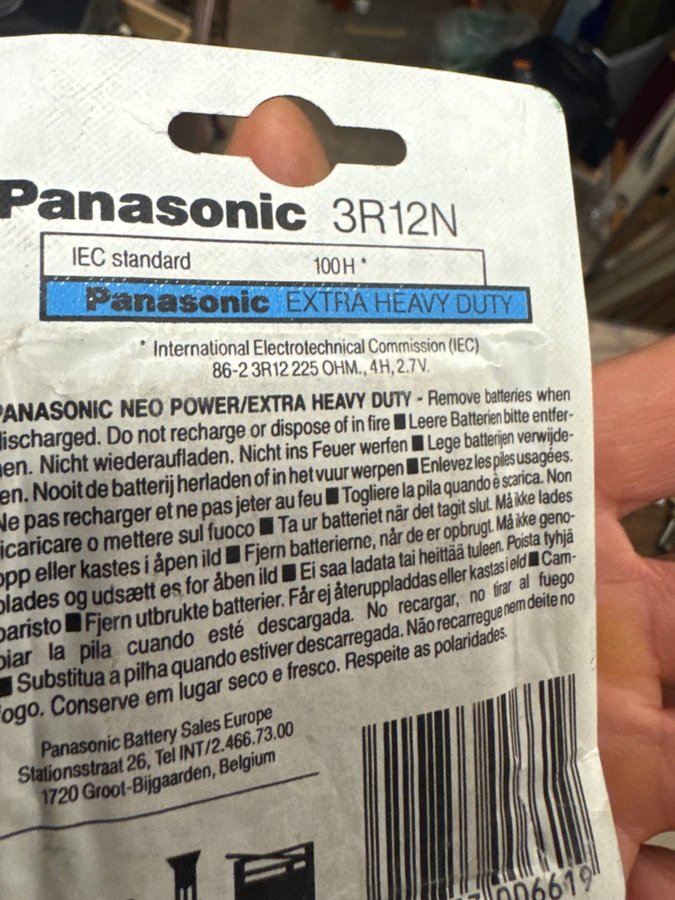 Panasonic 3R12N
IEC standard 100H *
Panasonic EXTRA HEAVY DUTY
* International Electrotechnical Commission (IEC)
86-2 3R12 225 OHM., 4H, 2.7V.
PANASONIC NEO POWER/EXTRA HEAVY DUTY - Remove batteries when
discharged. Do not recharge or dispose of in fire ■ Leere Batterien bitte entfer-
nen. Nicht wiederaufladen. Nicht ins Feuer werfen ■ Lege batterijen verwijde-
en. Nooit de batterij herladen of in het vuur werpen ■ Enlevez les piles usagées.
Ne pas recharger et ne pas jeter au feu ■ Togliere la pila quando è scarica. Non
icaricare o mettere sul fuoco ■ Ta ur batteriet när det tagit slut. Må ikke lades
opp eller kastes i åpen ild ■ Fjern batterierne, når de er opbrugt. Må ikke geno-
plades og udsætt es for åben ild ■ Ei saa ladata tai heittää tuleen. Poista tyhjä
paristo ■ Fjern utbrukte batterier. Får ej återuppladdas eller kastas i eld ■ Cam-
biar la pila cuando esté descargada. No recargar, no tirar al fuego
■ Substitua a pilha quando estiver descarregada. Não recarregue nem deite no
fogo. Conserve em lugar seco e fresco. Respeite as polaridades.
Panasonic Battery Sales Europe
Stationsstraat 26, Tel INT/2.466.73.00
1720 Groot-Bijgaarden, Belgium
006619